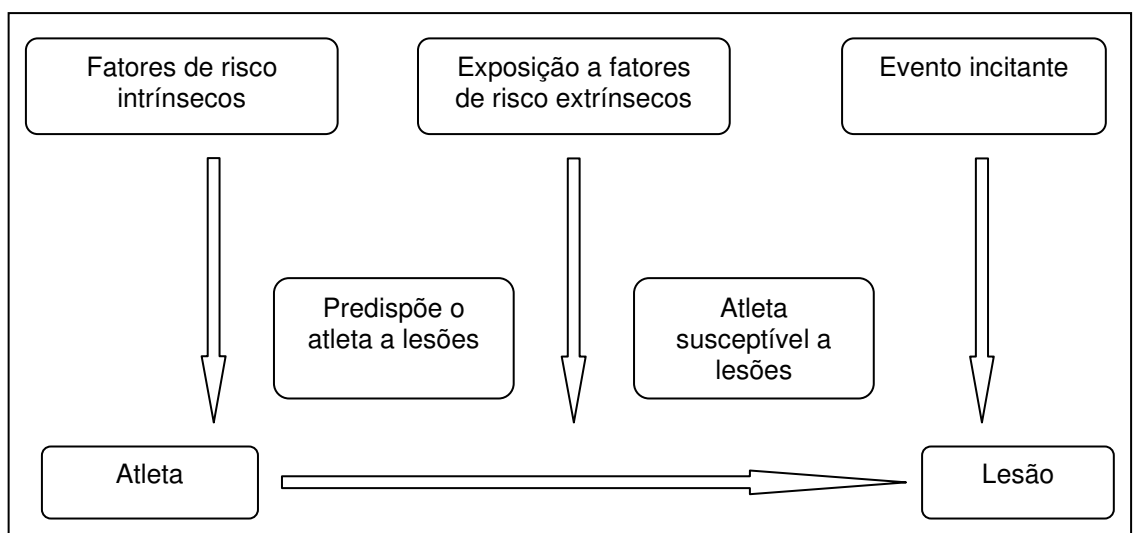 Fatores de risco
intrínsecos
Exposição a fatores
de risco extrínsecos
Evento incitante
Predispõe o
atleta a lesões
Atleta
susceptível a
lesões
Atleta
Lesão